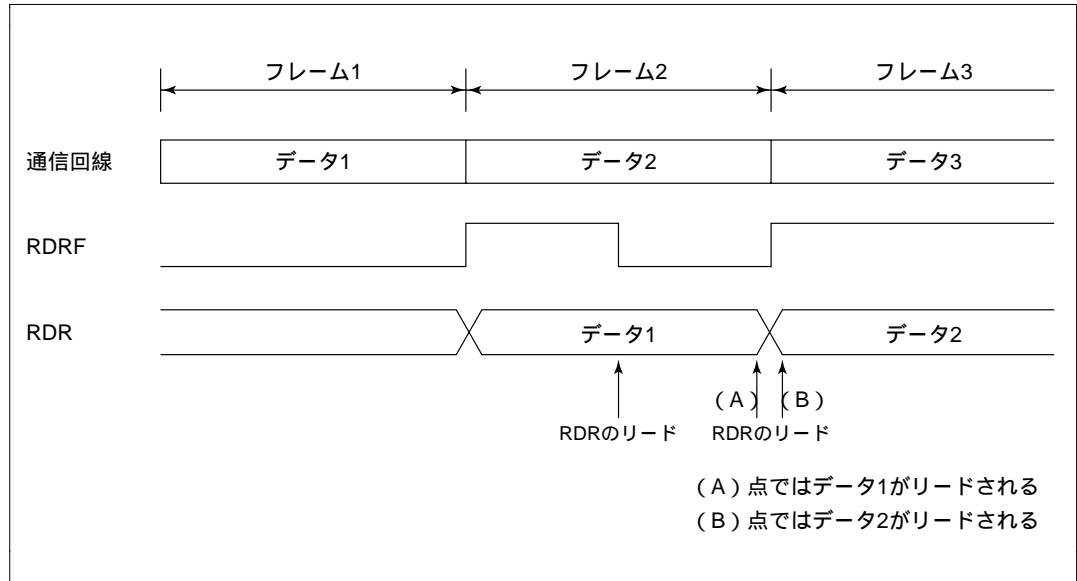 フレーム1 フレーム2 フレーム3
通信回線 データ1 データ2 データ3
RDRF
RDR データ1 データ2
（A） （B）
RDRのリード RDRのリード
（A）点ではデータ1がリードされる
（B）点ではデータ2がリードされる